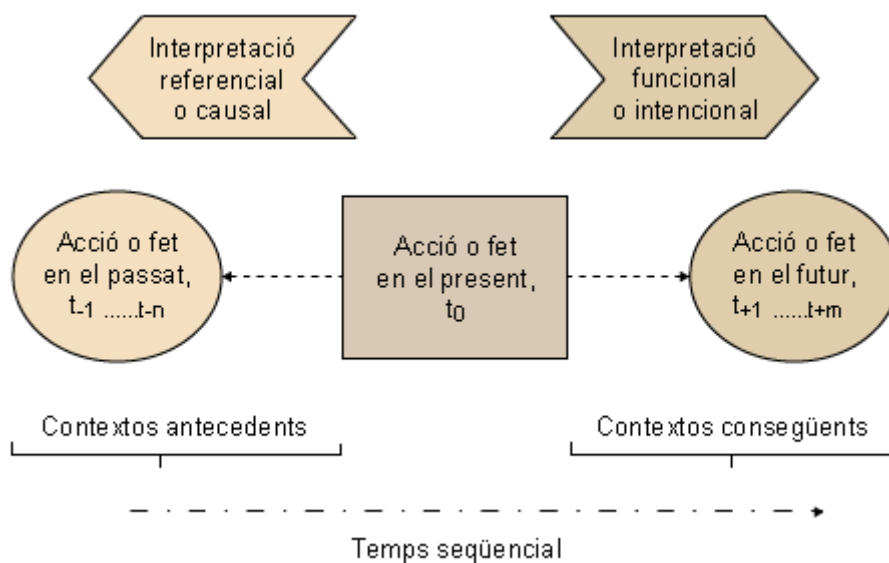 Interpretació
referencial
o causal
Interpretació
funcional
o intencional
Acció o fet
en el passat,
t-1 ......t-n
Acció o fet
en el present,
t0
Acció o fet
en el futur,
t+1 ......t+m
Contextos antecedents
Contextos consegüents
Temps seqüencial